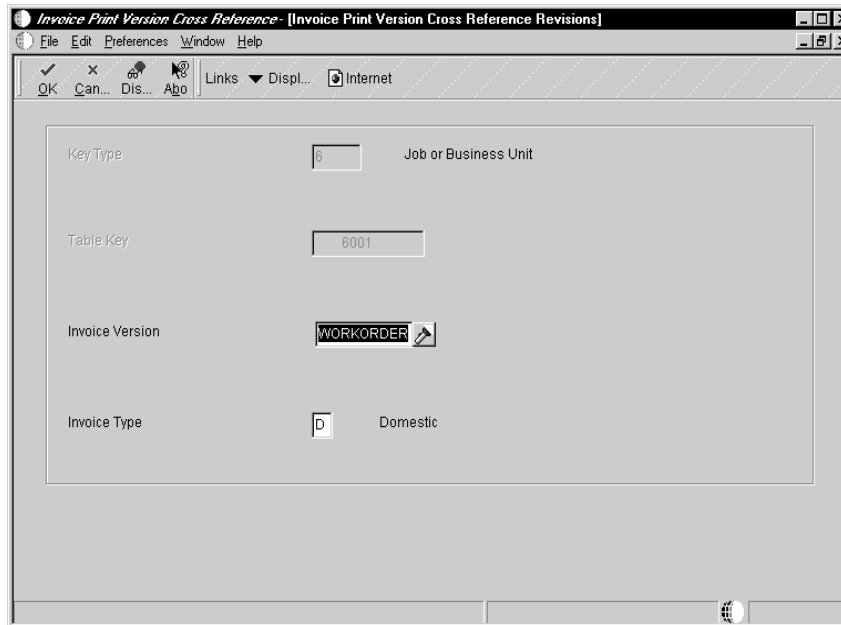 Invoice Print Version Cross Reference - [Invoice Print Version Cross Reference Revisions]
File Edit Preferences Window Help
OK Can... Dis... Abo Links Displ... Internet
Key Type 6 Job or Business Unit
Table Key 6001
Invoice Version WORKORDER
Invoice Type D Domestic